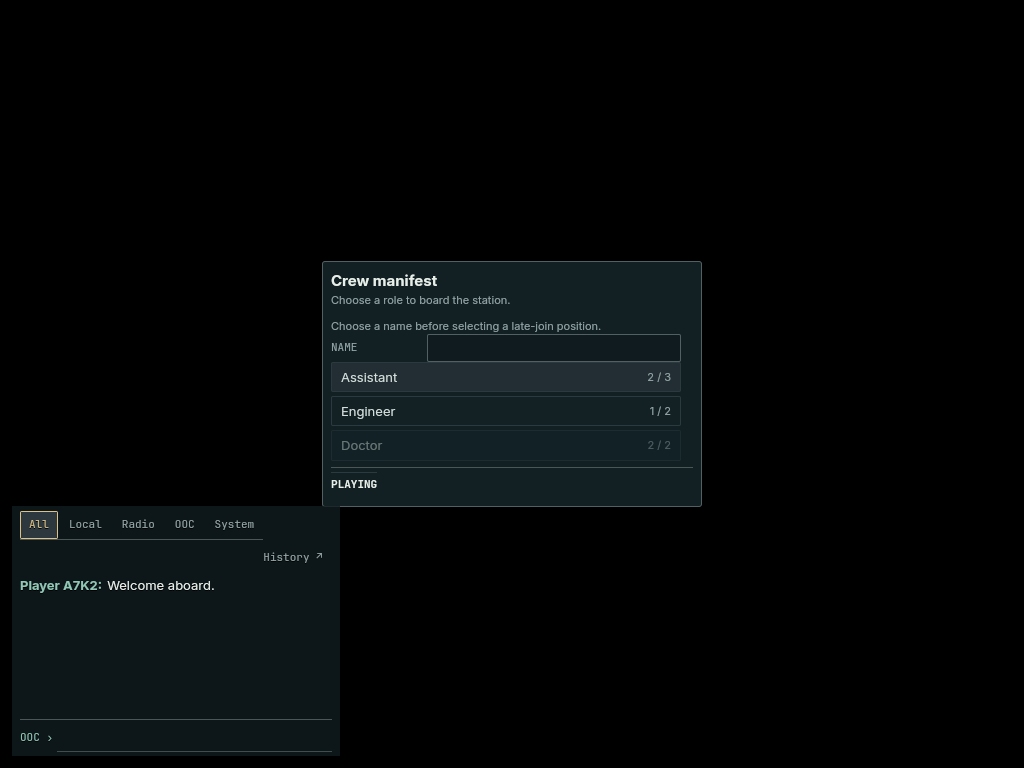 Crew manifest
Choose a role to board the station.
Choose a name before selecting a late-join position.
NAME
Assistant 2 / 3
Engineer 1 / 2
Doctor 2 / 2
PLAYING
All Local Radio OOC System
History ↗
Player A7K2: Welcome aboard.
OOC ›